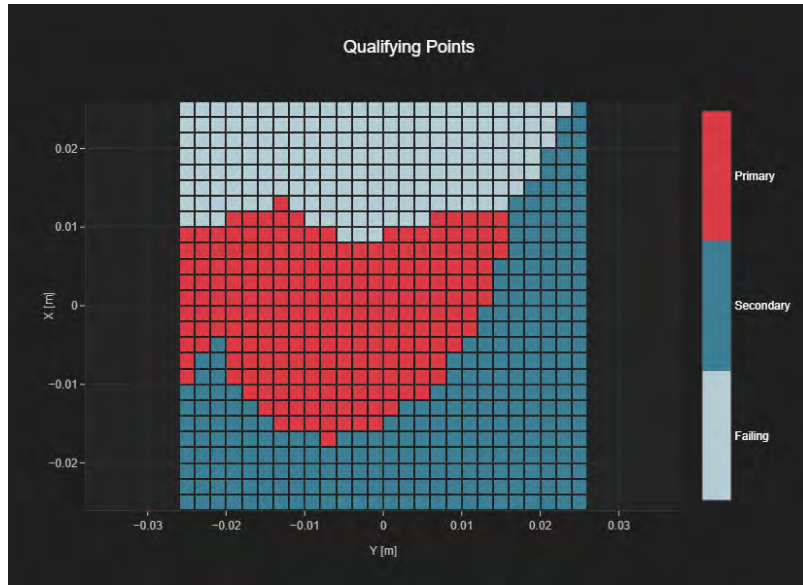 Qualifying Points
0.02
0.01
0
−0.01
−0.02
X [m]
−0.03
−0.02
−0.01
0
0.01
0.02
0.03
Y [m]
Primary
Secondary
Failing